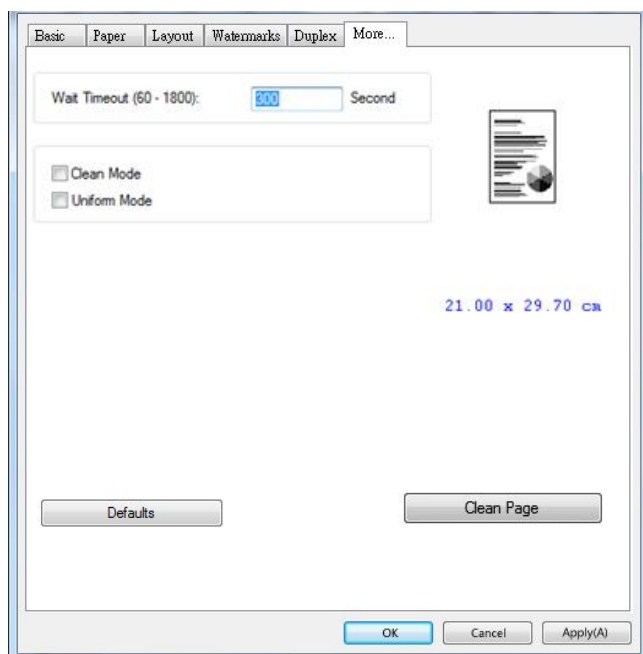 Basic Paper Layout Watermarks Duplex More...
Wait Timeout (60 - 1800): 300 Second
Clean Mode
Uniform Mode
21.00 x 29.70 cm
Defaults Clean Page
OK Cancel Apply(A)